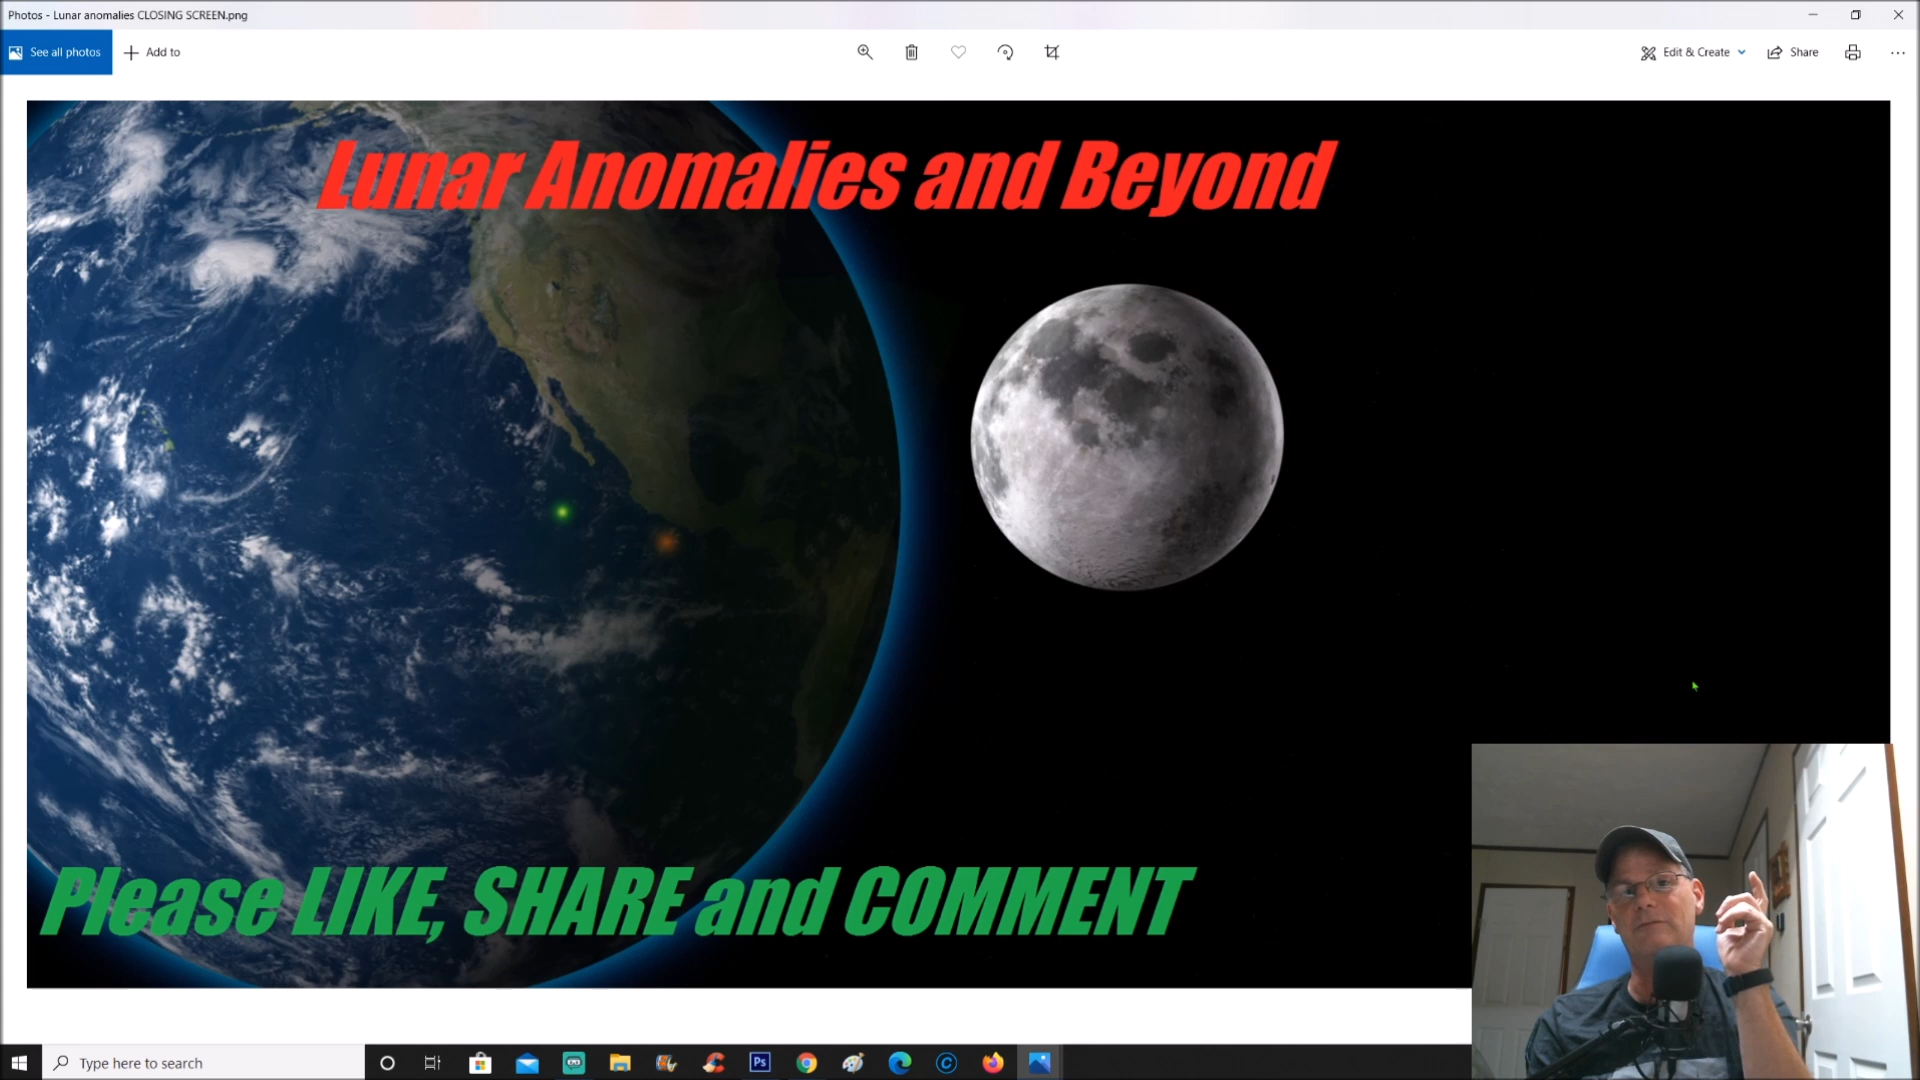 Photos - Lunar anomalies CLOSING SCREEN.png
See all photos
Add to
Edit & Create
Share
Lunar Anomalies and Beyond
Please LIKE, SHARE and COMMENT
Type here to search
Ps